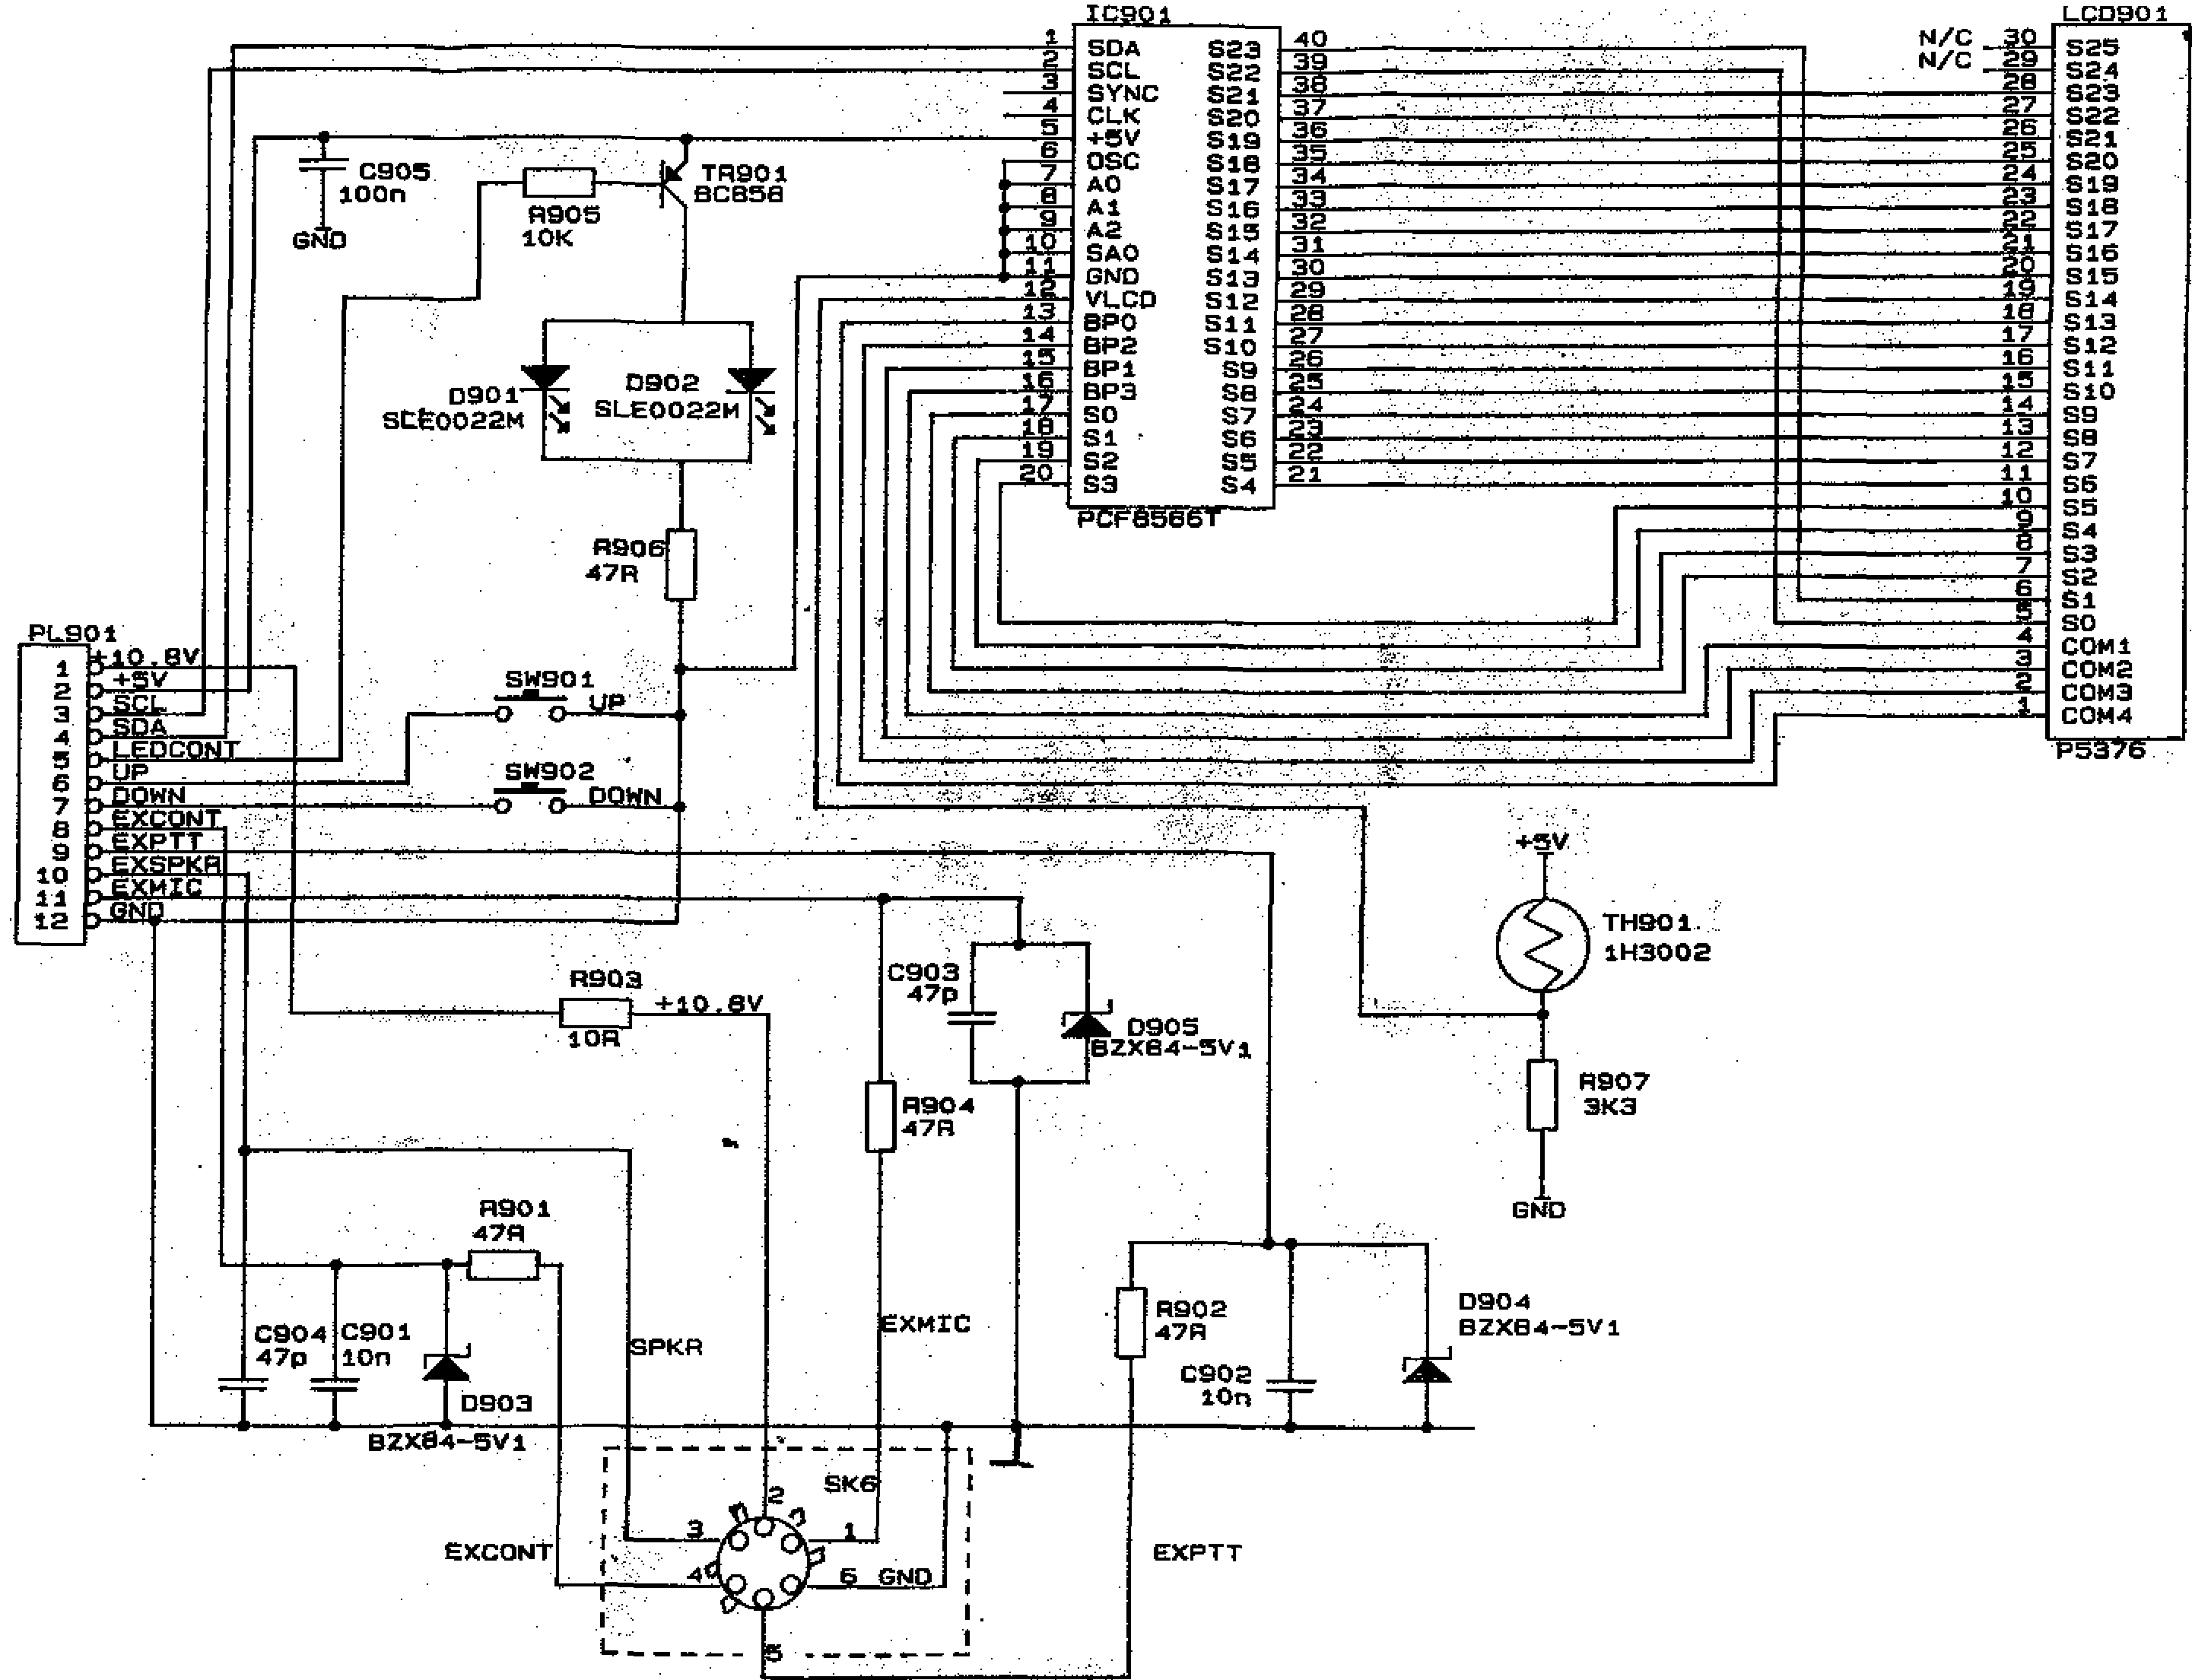 IC901
1 SDA S23 40
2 SCL S22 39
3 SYNC S21 38
4 CLK S20 37
5 +5V S19 36
6 OSC S18 35
7 A0 S17 34
8 A1 S16 33
9 A2 S15 32
10 SA0 S14 31
11 GND S13 30
12 VLCD S12 29
13 BP0 S11 28
14 BP2 S10 27
15 BP1 S9 26
16 BP3 S8 25
17 S0 S7 24
18 S1 S6 23
19 S2 S5 22
20 S3 S4 21
PCF8566T
LCD901
N/C 30 S25
N/C 29 S24
28 S23
27 S22
26 S21
25 S20
24 S19
23 S18
22 S17
21 S16
20 S15
19 S14
18 S13
17 S12
16 S11
15 S10
14 S9
13 S8
12 S7
11 S6
10 S5
9 S4
8 S3
7 S2
6 S1
5 S0
4 COM1
3 COM2
2 COM3
1 COM4
P5376
C905
100n
GND
R905
10K
TR901
BC858
D901
SLE0022M
D902
SLE0022M
R906
47R
PL901
1 +10.8V
2 +5V
3 SCL
4 SDA
5 LEDCONT
6 UP
7 DOWN
8 EXCONT
9 EXPTT
10 EXSPKR
11 EXMIC
12 GND
SW901
UP
SW902
DOWN
+5V
TH901
1H3002
R907
3K3
GND
R903
10R
+10.8V
C903
47p
D905
BZX84-5V1
R904
47R
R901
47R
C904
47p
C901
10n
D903
BZX84-5V1
SPKR
EXMIC
R902
47R
C902
10n
D904
BZX84-5V1
SK6
2
3
1
4
6 GND
5
EXCONT
EXPTT